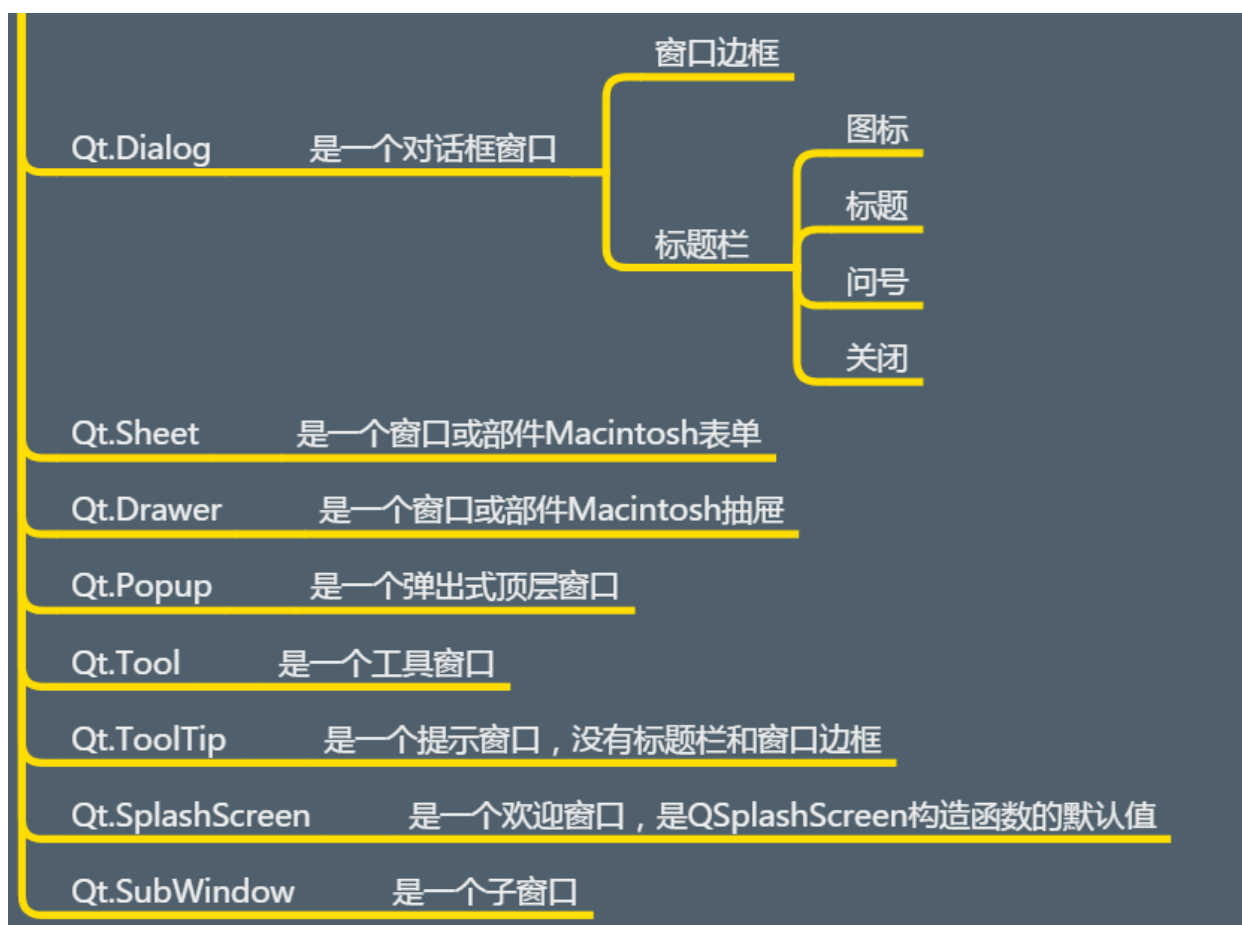 窗口边框
图标
Qt.Dialog 是一个对话框窗口
标题
标题栏
问号
关闭
Qt.Sheet 是一个窗口或部件Macintosh表单
Qt.Drawer 是一个窗口或部件Macintosh抽屉
Qt.Popup 是一个弹出式顶层窗口
Qt.Tool 是一个工具窗口
Qt.ToolTip 是一个提示窗口，没有标题栏和窗口边框
Qt.SplashScreen 是一个欢迎窗口，是QSplashScreen构造函数的默认值
Qt.SubWindow 是一个子窗口